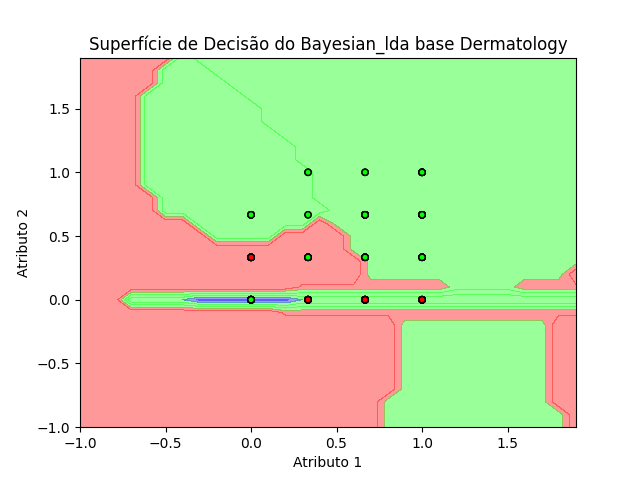 Superfície de Decisão do Bayesian_lda base Dermatology
Atributo 2
1.5
1.0
0.5
0.0
−0.5
−1.0
−1.0 −0.5 0.0 0.5 1.0 1.5
Atributo 1